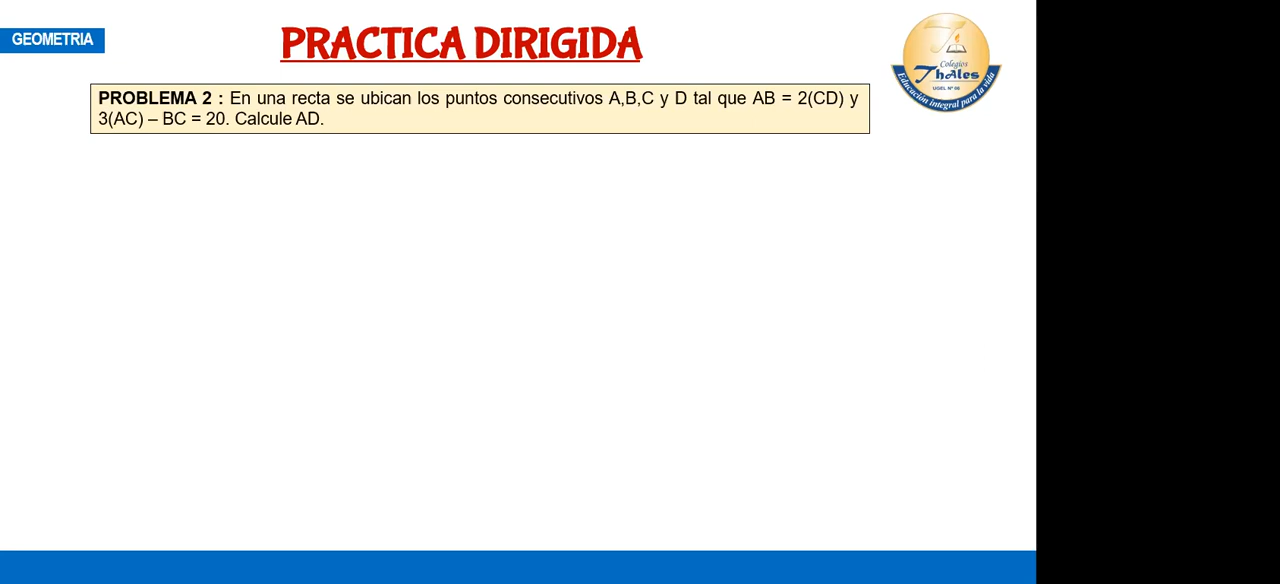 GEOMETRIA
PRACTICA DIRIGIDA
Colegios
Thales
UGEL Nº 06
Educación integral para la vida
PROBLEMA 2 : En una recta se ubican los puntos consecutivos A,B,C y D tal que AB = 2(CD) y
3(AC) – BC = 20. Calcule AD.